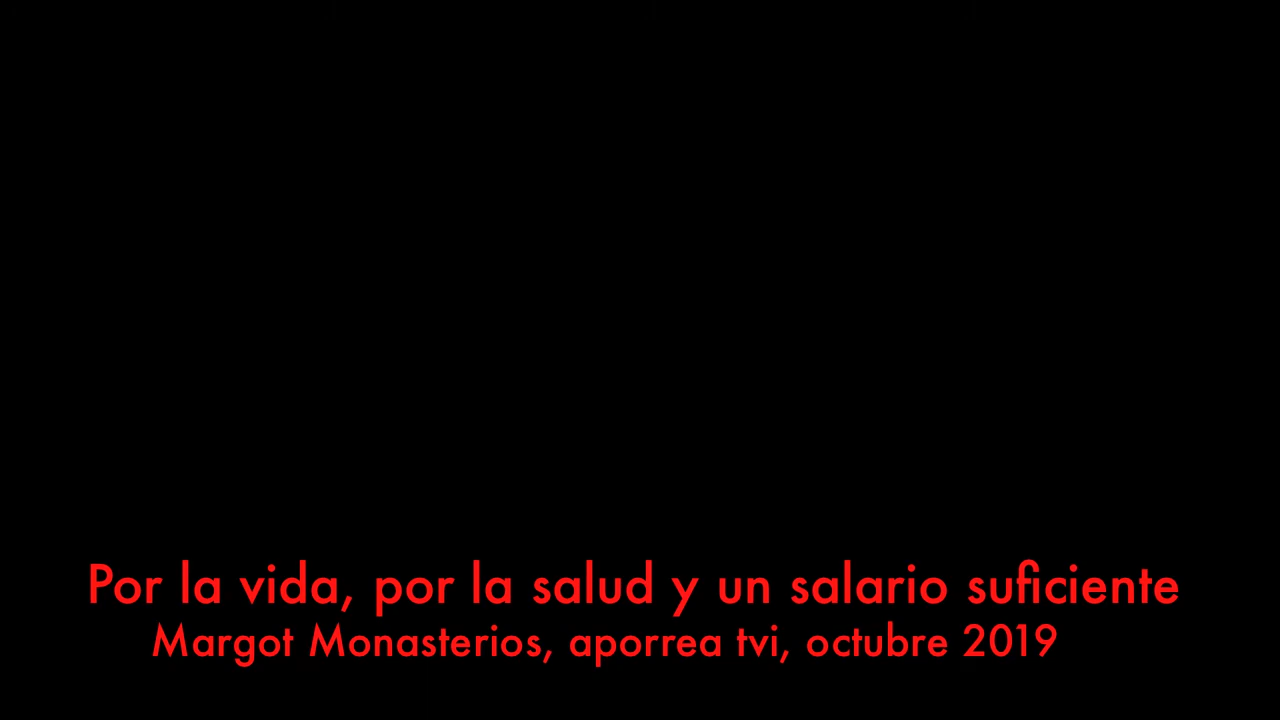 Por la vida, por la salud y un salario suficiente
Margot Monasterios, aporrea tvi, octubre 2019